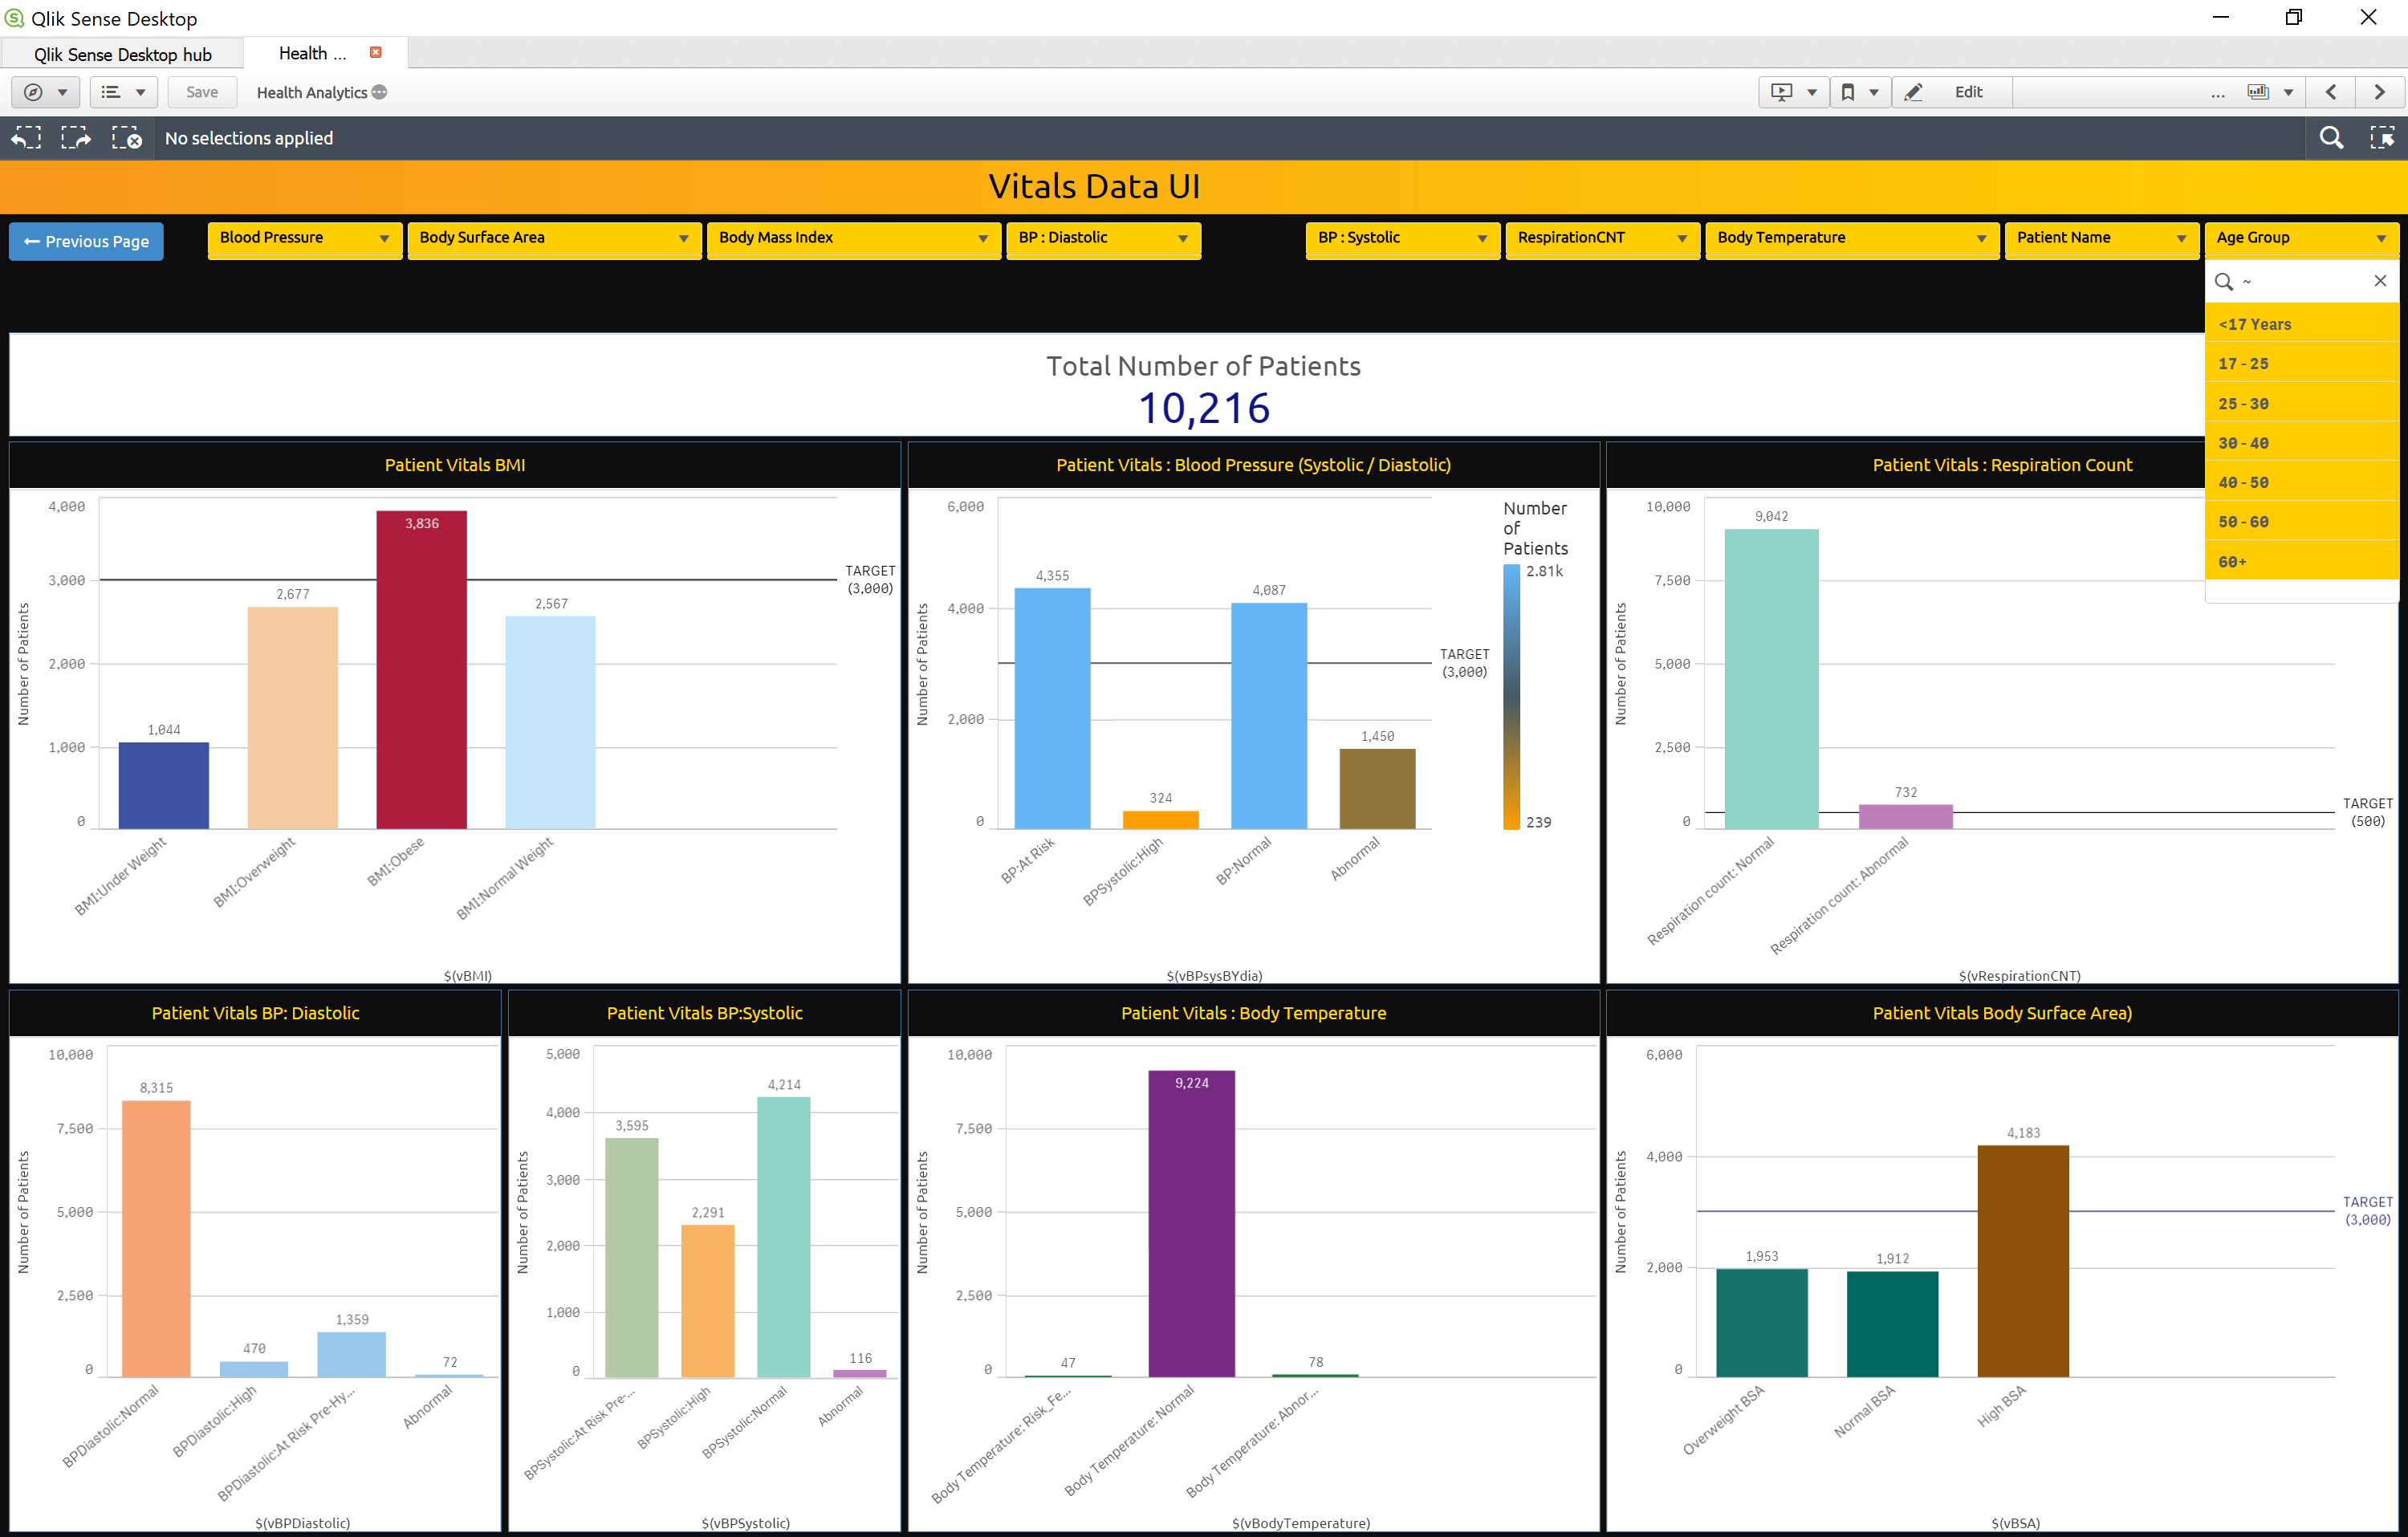 Qlik Sense Desktop
Qlik Sense Desktop hub
Health ...
Save
Health Analytics
Edit
...
No selections applied
Vitals Data UI
Previous Page
Blood Pressure
Body Surface Area
Body Mass Index
BP : Diastolic
BP : Systolic
RespirationCNT
Body Temperature
Patient Name
Age Group
~
<17 Years
17 - 25
25 - 30
30 - 40
40 - 50
50 - 60
60+
Total Number of Patients
10,216
Patient Vitals BMI
Number of Patients
4,000
3,000
2,000
1,000
0
1,044
2,677
3,836
2,567
TARGET
(3,000)
BMI:Under Weight
BMI:Overweight
BMI:Obese
BMI:Normal Weight
$(vBMI)
Patient Vitals : Blood Pressure (Systolic / Diastolic)
Number of Patients
6,000
4,000
2,000
0
4,355
324
4,087
1,450
TARGET
(3,000)
Number
of
Patients
2.81k
239
BP:At Risk
BPSystolic:High
BP:Normal
Abnormal
$(vBPsysBYdia)
Patient Vitals : Respiration Count
Number of Patients
10,000
7,500
5,000
2,500
0
9,042
732
TARGET
(500)
Respiration count: Normal
Respiration count: Abnormal
$(vRespirationCNT)
Patient Vitals BP: Diastolic
Number of Patients
10,000
7,500
5,000
2,500
0
8,315
470
1,359
72
BPDiastolic:Normal
BPDiastolic:High
BPDiastolic:At Risk Pre-Hy...
Abnormal
$(vBPDiastolic)
Patient Vitals BP:Systolic
Number of Patients
5,000
4,000
3,000
2,000
1,000
0
3,595
2,291
4,214
116
BPSystolic:At Risk Pre-...
BPSystolic:High
BPSystolic:Normal
Abnormal
$(vBPSystolic)
Patient Vitals : Body Temperature
Number of Patients
10,000
7,500
5,000
2,500
0
47
9,224
78
Body Temperature: Risk_Fe...
Body Temperature: Normal
Body Temperature: Abnor...
$(vBodyTemperature)
Patient Vitals Body Surface Area)
Number of Patients
6,000
4,000
2,000
0
1,953
1,912
4,183
TARGET
(3,000)
Overweight BSA
Normal BSA
High BSA
$(vBSA)